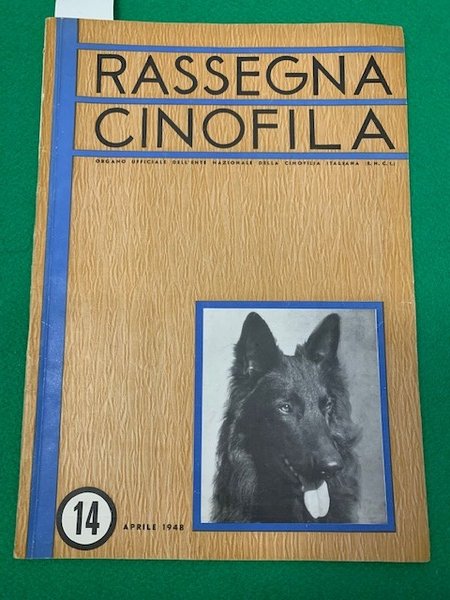 RASSEGNA
CINOFILA
ORGANO UFFICIALE DELL'ENTE NAZIONALE DELLA CINOFILIA ITALIANA (E.N.C.I.)
14 APRILE 1948